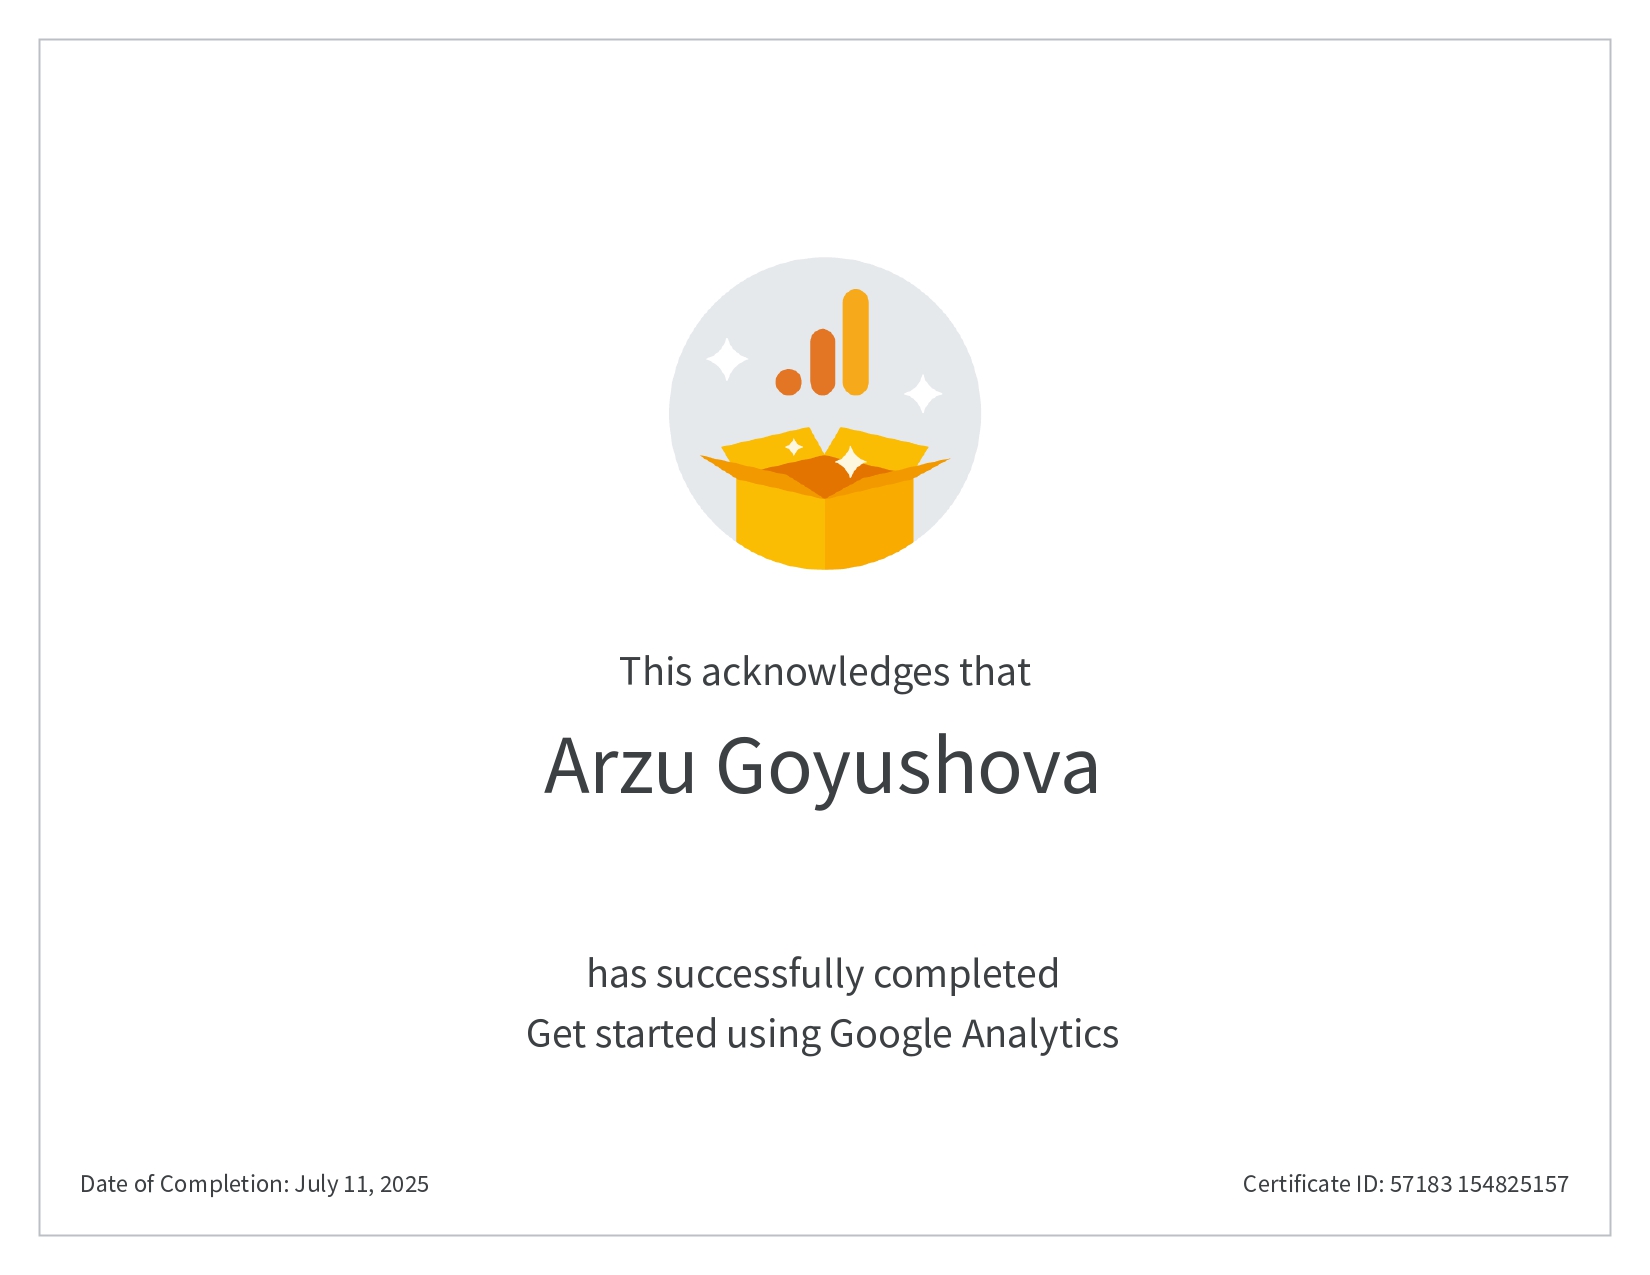 This acknowledges that
Arzu Goyushova
has successfully completed
Get started using Google Analytics
Date of Completion: July 11, 2025
Certificate ID: 57183 154825157